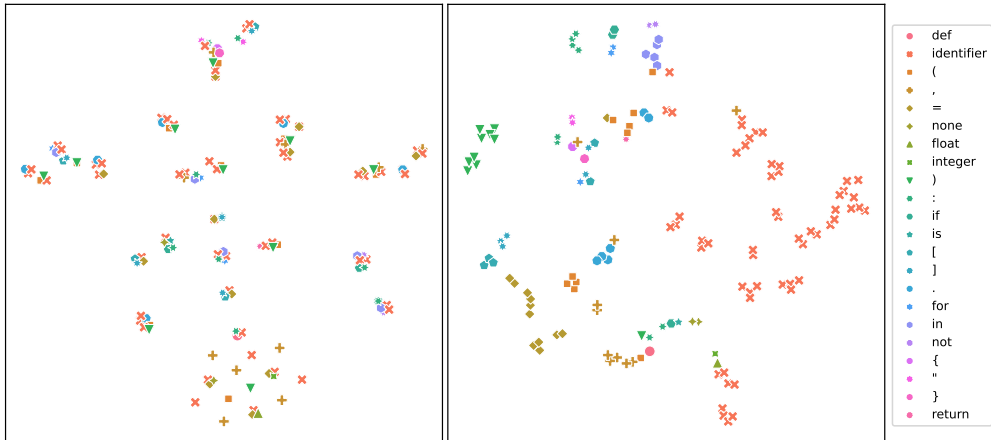 def
identifier
(
,
=
none
float
integer
)
:
if
is
[
]
.
for
in
not
{
"
}
return